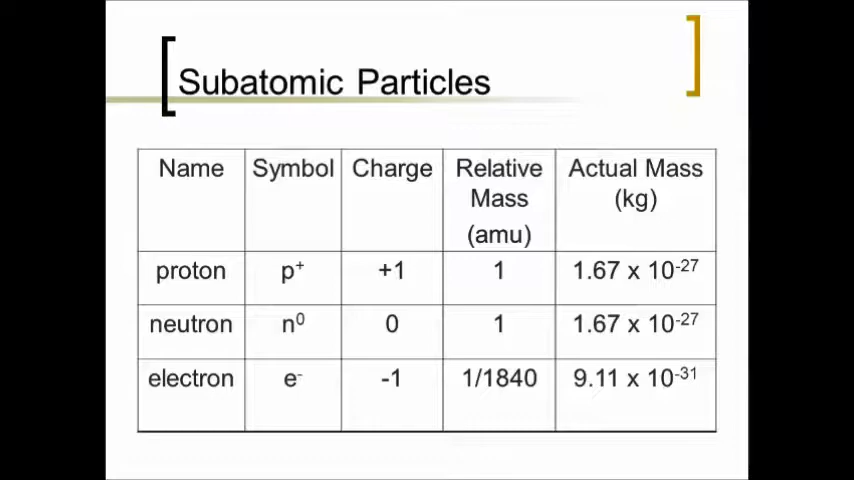 Subatomic Particles
Name Symbol Charge Relative Mass (amu) Actual Mass (kg)
proton p⁺ +1 1 1.67 x 10⁻²⁷
neutron n⁰ 0 1 1.67 x 10⁻²⁷
electron e⁻ -1 1/1840 9.11 x 10⁻³¹